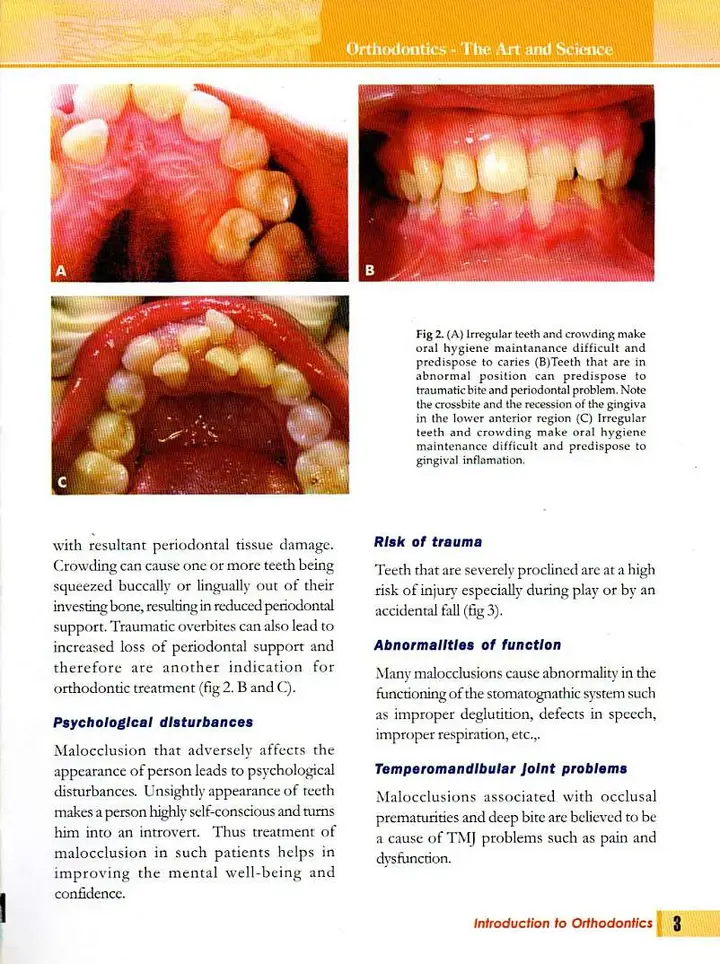 Orthodontics - The Art and Science
A
B
C
Fig 2. (A) Irregular teeth and crowding make
oral hygiene maintanance difficult and
predispose to caries (B)Teeth that are in
abnormal position can predispose to
traumatic bite and periodontal problem. Note
the crossbite and the recession of the gingiva
in the lower anterior region (C) Irregular
teeth and crowding make oral hygiene
maintenance difficult and predispose to
gingival inflamation.
with resultant periodontal tissue damage.
Crowding can cause one or more teeth being
squeezed buccally or lingually out of their
investing bone, resulting in reduced periodontal
support. Traumatic overbites can also lead to
increased loss of periodontal support and
therefore are another indication for
orthodontic treatment (fig 2. B and C).
Psychological disturbances
Malocclusion that adversely affects the
appearance of person leads to psychological
disturbances. Unsightly appearance of teeth
makes a person highly self-conscious and turns
him into an introvert. Thus treatment of
malocclusion in such patients helps in
improving the mental well-being and
confidence.
Risk of trauma
Teeth that are severely proclined are at a high
risk of injury especially during play or by an
accidental fall (fig 3).
Abnormalities of function
Many malocclusions cause abnormality in the
functioning of the stomatognathic system such
as improper deglutition, defects in speech,
improper respiration, etc.,.
Temperomandibular joint problems
Malocclusions associated with occlusal
prematurities and deep bite are believed to be
a cause of TMJ problems such as pain and
dysfunction.
Introduction to Orthodontics 3